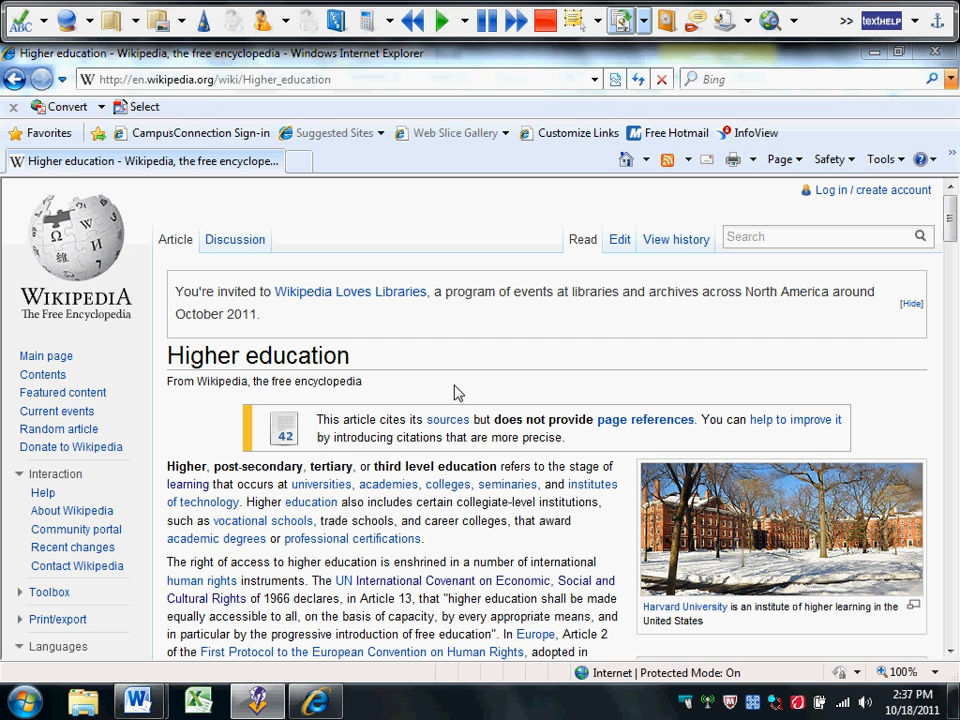 ABC
>>
texthelp
Higher education - Wikipedia, the free encyclopedia - Windows Internet Explorer
http://en.wikipedia.org/wiki/Higher_education
Bing
Convert
Select
Favorites
CampusConnection Sign-in
Suggested Sites
Web Slice Gallery
Customize Links
Free Hotmail
InfoView
Higher education - Wikipedia, the free encyclope...
Page
Safety
Tools
Log in / create account
WIKIPEDIA
The Free Encyclopedia
Article
Discussion
Read
Edit
View history
Search
You're invited to Wikipedia Loves Libraries, a program of events at libraries and archives across North America around
October 2011.
[Hide]
Higher education
From Wikipedia, the free encyclopedia
42
This article cites its sources but does not provide page references. You can help to improve it
by introducing citations that are more precise.
Main page
Contents
Featured content
Current events
Random article
Donate to Wikipedia
Interaction
Help
About Wikipedia
Community portal
Recent changes
Contact Wikipedia
Toolbox
Print/export
Languages
Higher, post-secondary, tertiary, or third level education refers to the stage of
learning that occurs at universities, academies, colleges, seminaries, and institutes
of technology. Higher education also includes certain collegiate-level institutions,
such as vocational schools, trade schools, and career colleges, that award
academic degrees or professional certifications.
The right of access to higher education is enshrined in a number of international
human rights instruments. The UN International Covenant on Economic, Social and
Cultural Rights of 1966 declares, in Article 13, that "higher education shall be made
equally accessible to all, on the basis of capacity, by every appropriate means, and
in particular by the progressive introduction of free education". In Europe, Article 2
of the First Protocol to the European Convention on Human Rights, adopted in
Harvard University is an institute of higher learning in the
United States
Internet | Protected Mode: On
100%
2:37 PM
10/18/2011